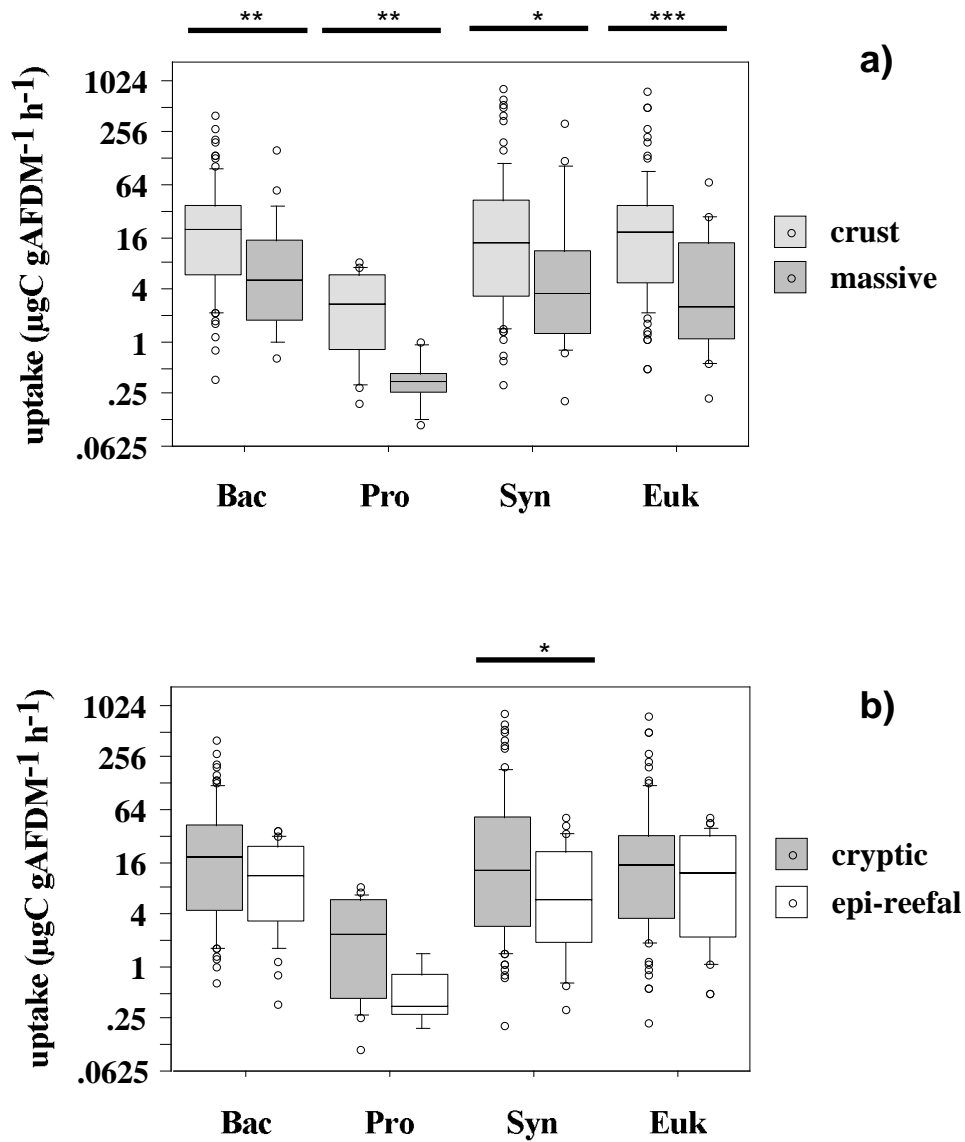 ** ** * ***
a)
uptake (µgC gAFDM-1 h-1)
1024
256
64
16
4
1
.25
.0625
crust
massive
Bac Pro Syn Euk
*
b)
uptake (µgC gAFDM-1 h-1)
1024
256
64
16
4
1
.25
.0625
cryptic
epi-reefal
Bac Pro Syn Euk